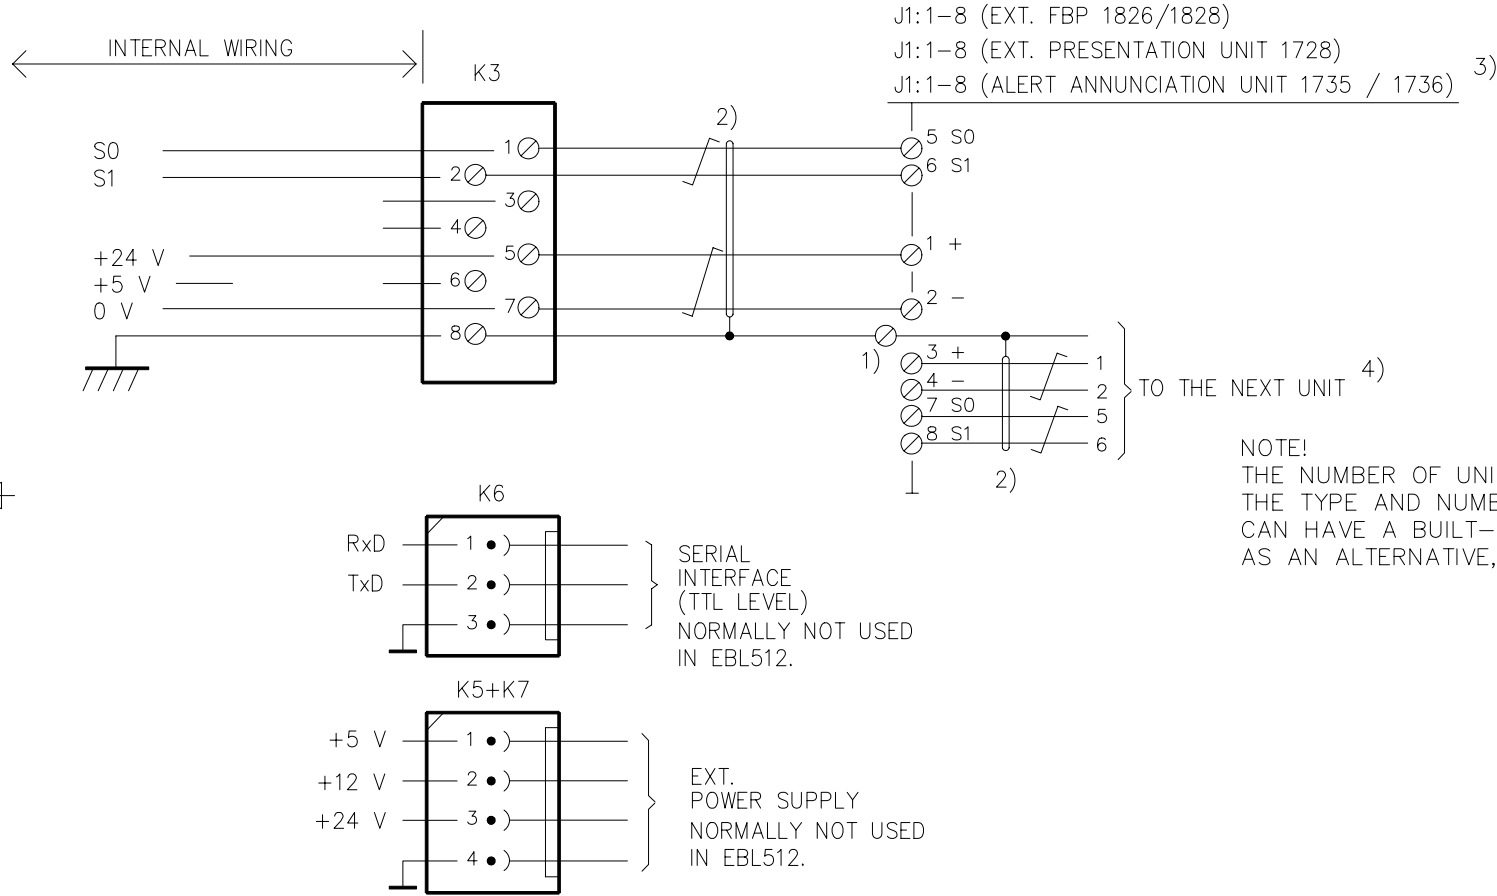 J1:1-8 (EXT. FBP 1826/1828)
J1:1-8 (EXT. PRESENTATION UNIT 1728)
J1:1-8 (ALERT ANNUNCIATION UNIT 1735 / 1736) 3)
INTERNAL WIRING
K3
2)
S0
S1
+24 V
+5 V
0 V
1
2
3
4
5
6
7
8
5 S0
6 S1
1 +
2 -
1)
3 +
4 -
7 S0
8 S1
1
2
5
6
2)
TO THE NEXT UNIT 4)
NOTE!
THE NUMBER OF UNI
THE TYPE AND NUME
CAN HAVE A BUILT-
AS AN ALTERNATIVE,
K6
RxD 1
TxD 2
3
SERIAL
INTERFACE
(TTL LEVEL)
NORMALLY NOT USED
IN EBL512.
K5+K7
+5 V 1
+12 V 2
+24 V 3
4
EXT.
POWER SUPPLY
NORMALLY NOT USED
IN EBL512.